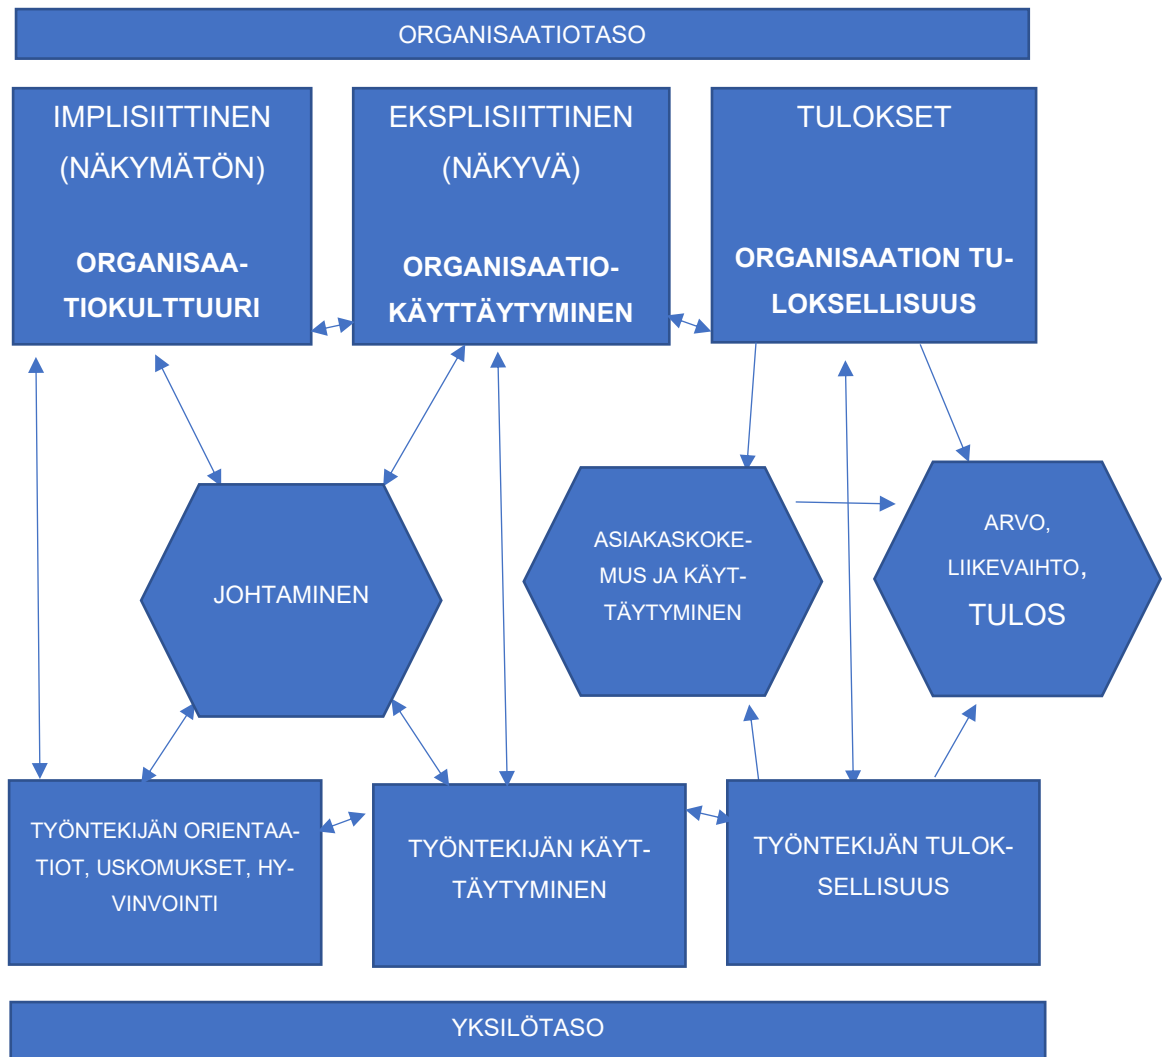 ORGANISAATIOTASO
IMPLISIITTINEN
(NÄKYMÄTÖN)
ORGANISAA-
TIOKULTTUURI
EKSPLISIITTINEN
(NÄKYVÄ)
ORGANISAATIO-
KÄYTTÄYTYMINEN
TULOKSET
ORGANISAATION TU-
LOKSELLISUUS
JOHTAMINEN
ASIAKASKOKE-
MUS JA KÄYT-
TÄYTYMINEN
ARVO,
LIIKEVAIHTO,
TULOS
TYÖNTEKIJÄN ORIENTAA-
TIOT, USKOMUKSET, HY-
VINVOINTI
TYÖNTEKIJÄN KÄYT-
TÄYTYMINEN
TYÖNTEKIJÄN TULOK-
SELLISUUS
YKSILÖTASO